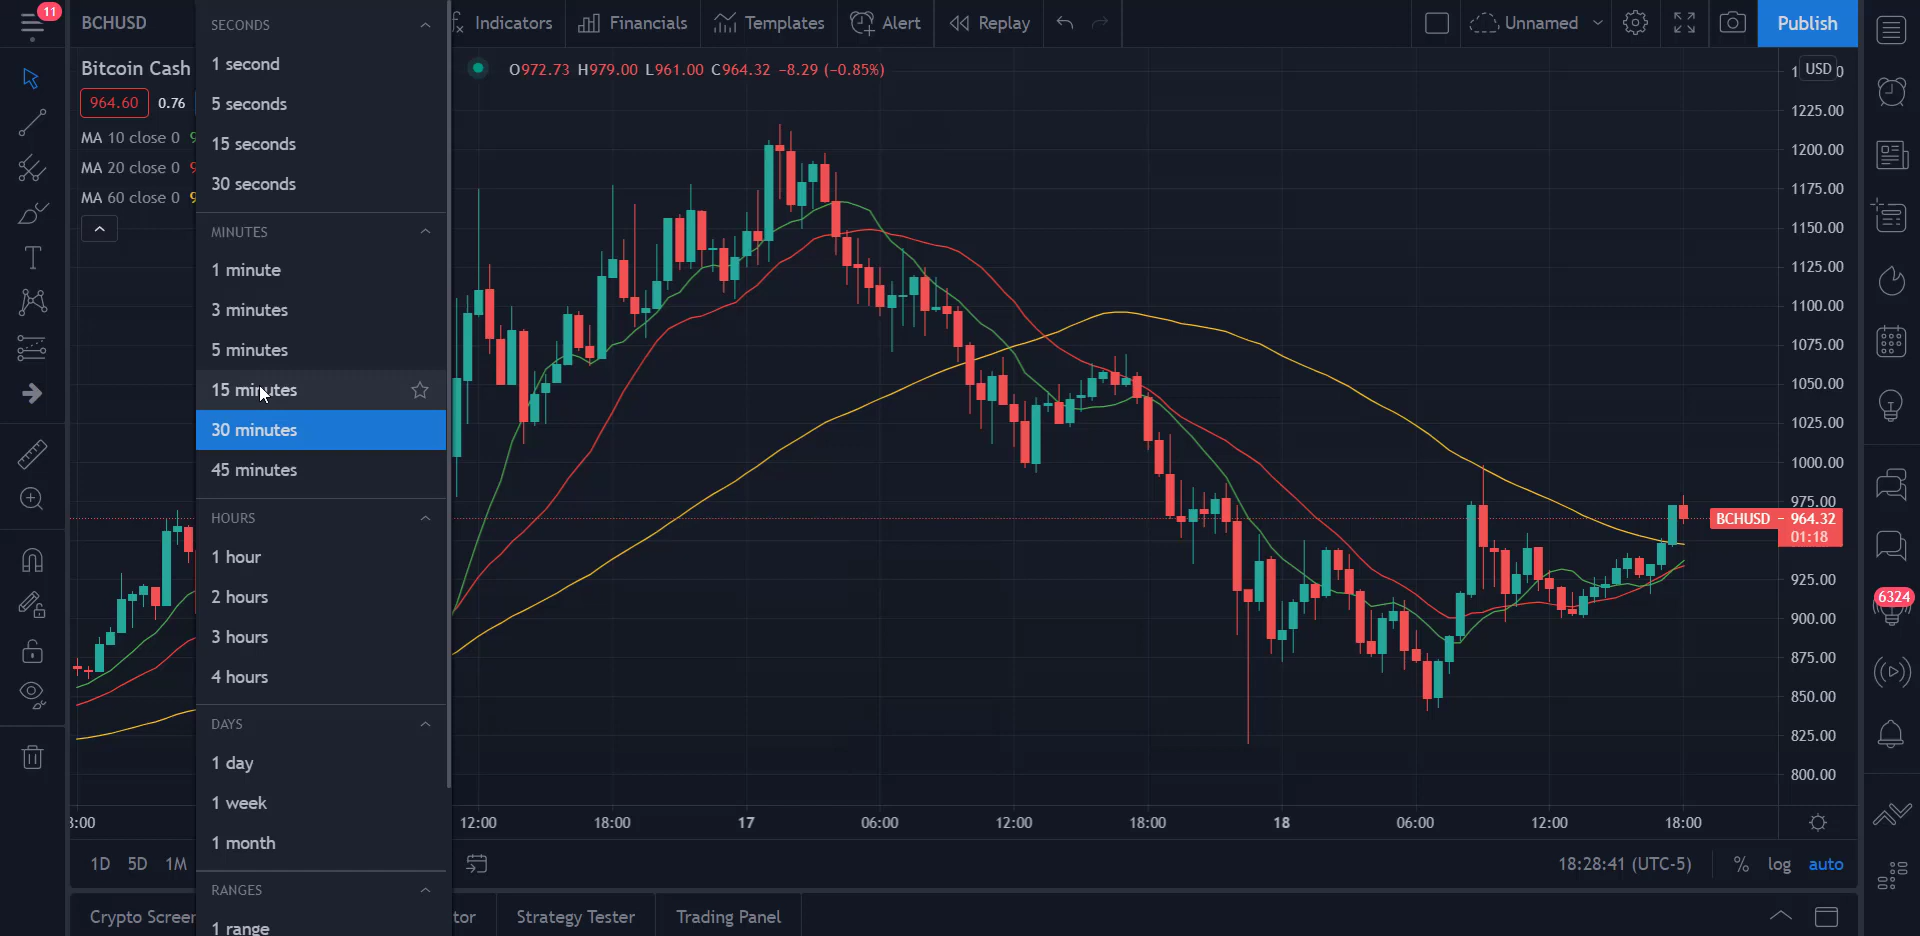 11
BCHUSD
Indicators
Financials
Templates
Alert
Replay
Unnamed
Publish
Bitcoin Cash
O972.73 H979.00 L961.00 C964.32 −8.29 (−0.85%)
USD
964.60 0.76
MA 10 close 0
MA 20 close 0
MA 60 close 0
SECONDS
1 second
5 seconds
15 seconds
30 seconds
MINUTES
1 minute
3 minutes
5 minutes
15 minutes
30 minutes
45 minutes
HOURS
1 hour
2 hours
3 hours
4 hours
DAYS
1 day
1 week
1 month
RANGES
1 range
1225.00
1200.00
1175.00
1150.00
1125.00
1100.00
1075.00
1050.00
1025.00
1000.00
975.00
BCHUSD 964.32
01:18
925.00
900.00
875.00
850.00
825.00
800.00
6324
3:00 12:00 18:00 17 06:00 12:00 18:00 18 06:00 12:00 18:00
1D 5D 1M
18:28:41 (UTC-5) % log auto
Crypto Screen
tor
Strategy Tester
Trading Panel